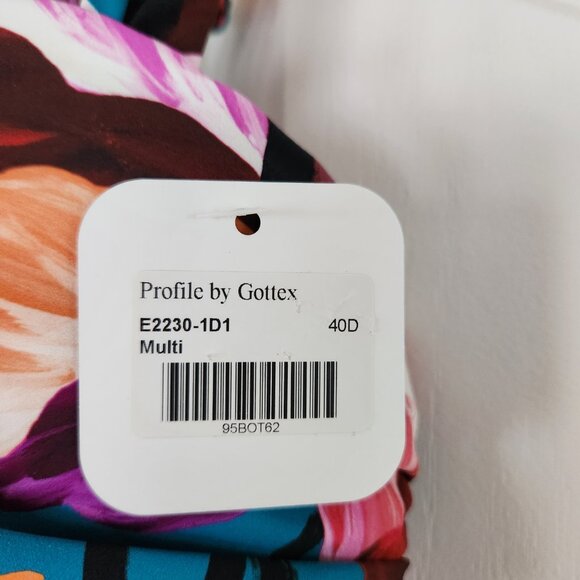 Profile by Gottex
E2230-1D1 40D
Multi
95BOT62